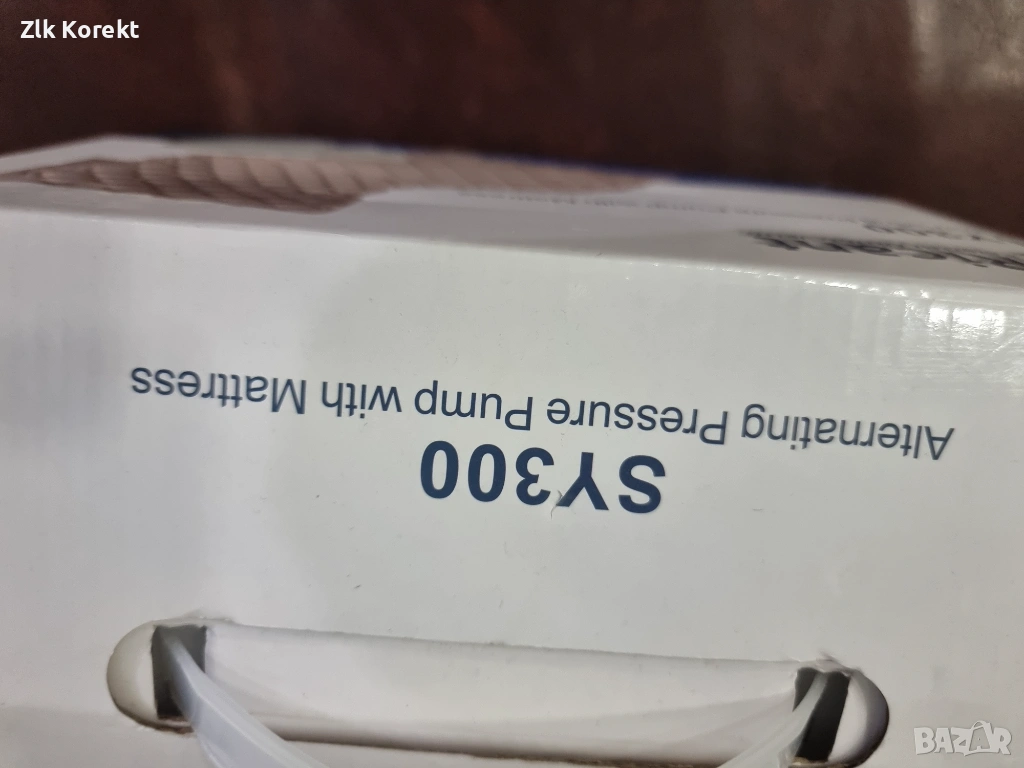 Zlk Korekt
SY300
Alternating Pressure Pump with Mattress
BAZAR